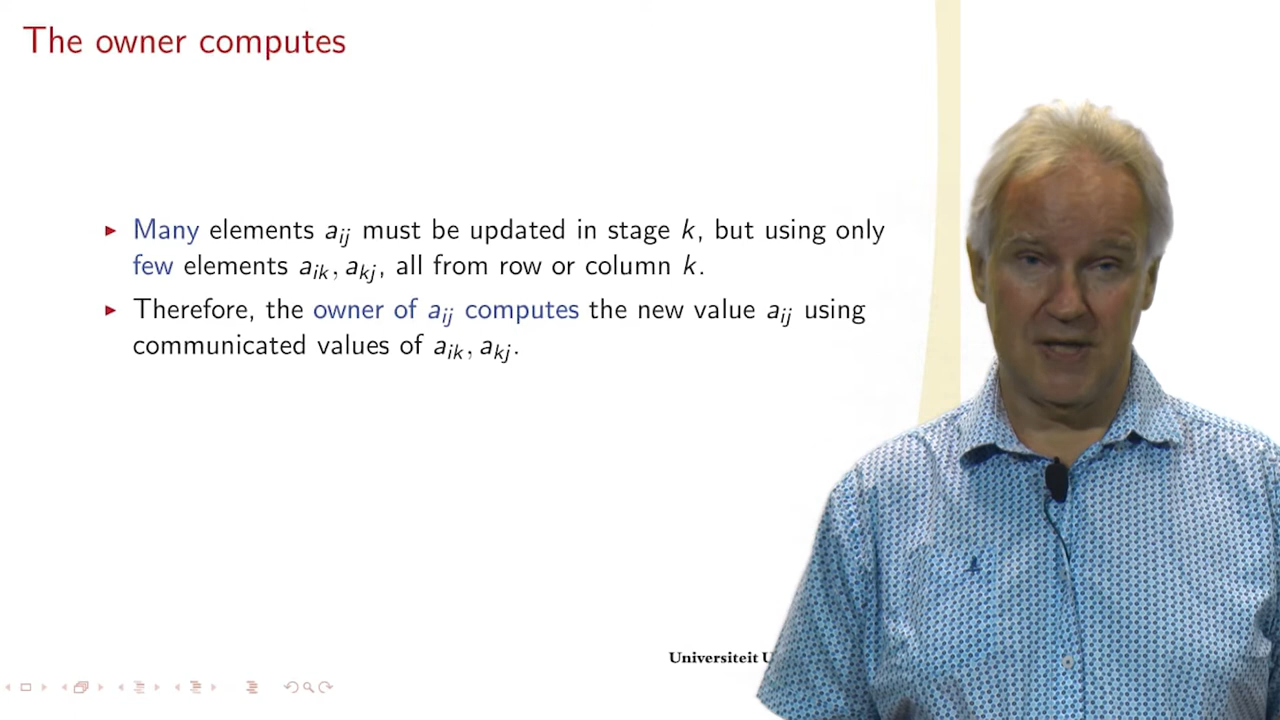 The owner computes
▶ Many elements aᵢⱼ must be updated in stage k, but using only
few elements aᵢₖ, aₖⱼ, all from row or column k.
▶ Therefore, the owner of aᵢⱼ computes the new value aᵢⱼ using
communicated values of aᵢₖ, aₖⱼ.
Universiteit